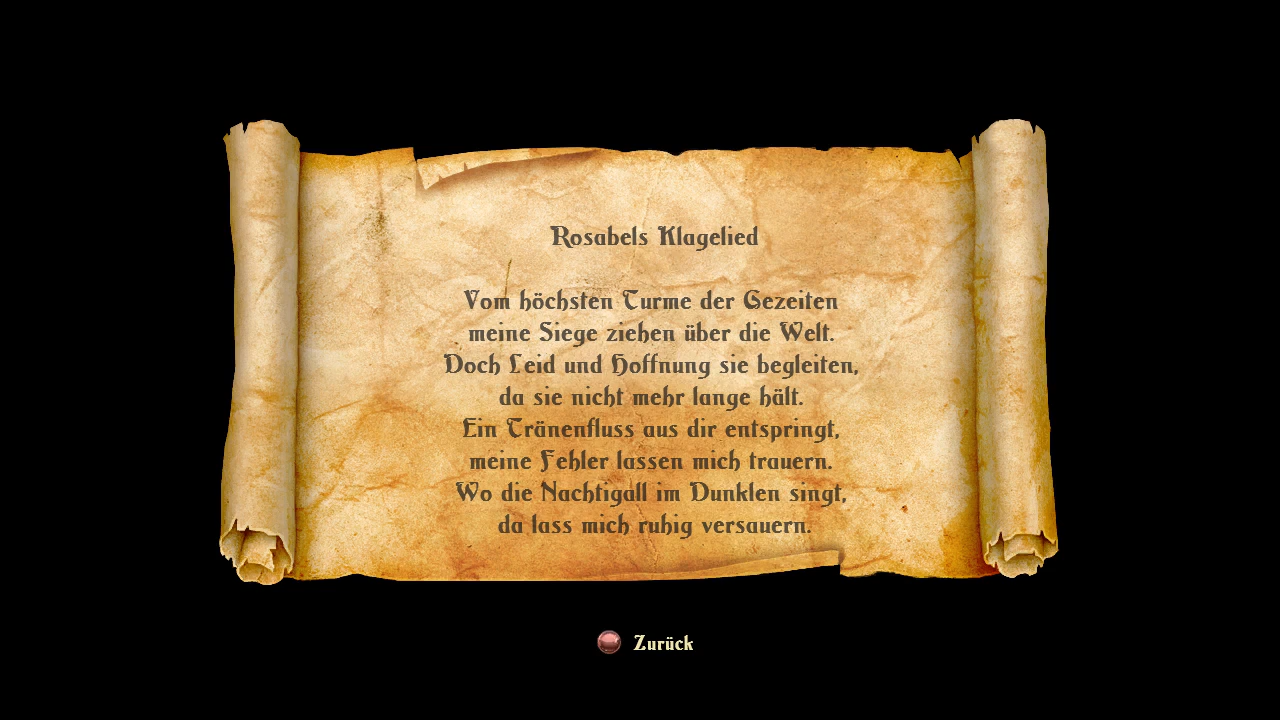 Rosabels Klagelied
Vom höchsten Turme der Gezeiten
meine Siege ziehen über die Welt.
Doch Leid und Hoffnung sie begleiten,
da sie nicht mehr lange hält.
Ein Tränenfluss aus dir entspringt,
meine Fehler lassen mich trauern.
Wo die Nachtigall im Dunklen singt,
da lass mich ruhig versauern.
Zurück